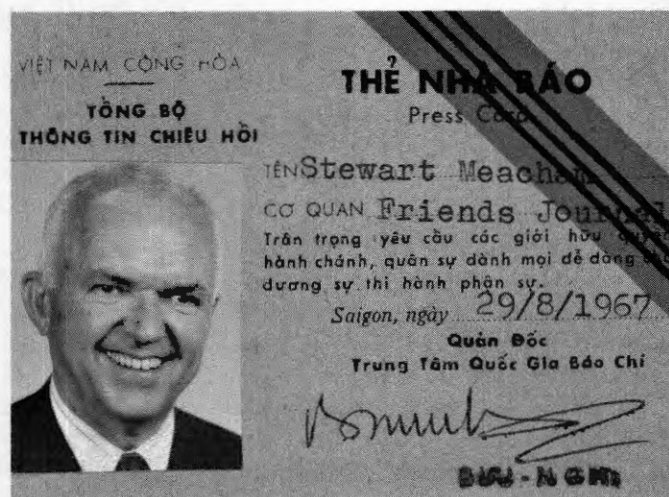 VIỆT NAM CỘNG HÒA
TỔNG BỘ
THÔNG TIN CHIÊU HỒI
THẺ NHÀ BÁO
Press Card
TÊN Stewart Meacham
CƠ QUAN Friends Journal
Trân trọng yêu cầu các giới hữu quyền
hành chánh, quân sự dành mọi dễ dàng cho
đương sự thi hành phận sự.
Saigon, ngày 29/8/1967
Quản Đốc
Trung Tâm Quốc Gia Báo Chí
BỬU-NGHI